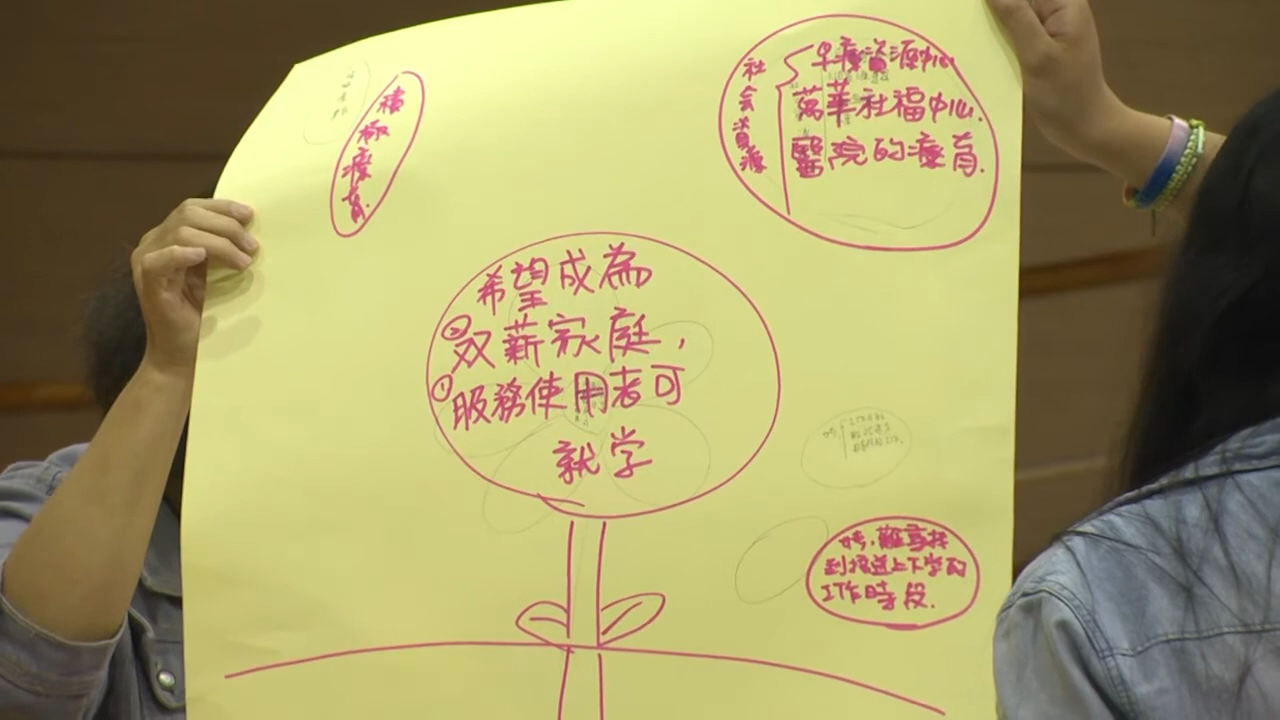 積極療育
社會資源
早療資源中心
萬華社福中心.
醫院的療育.
希望成為
②双薪家庭,
①服務使用者可
就学
到接送上下学的
工作時段.